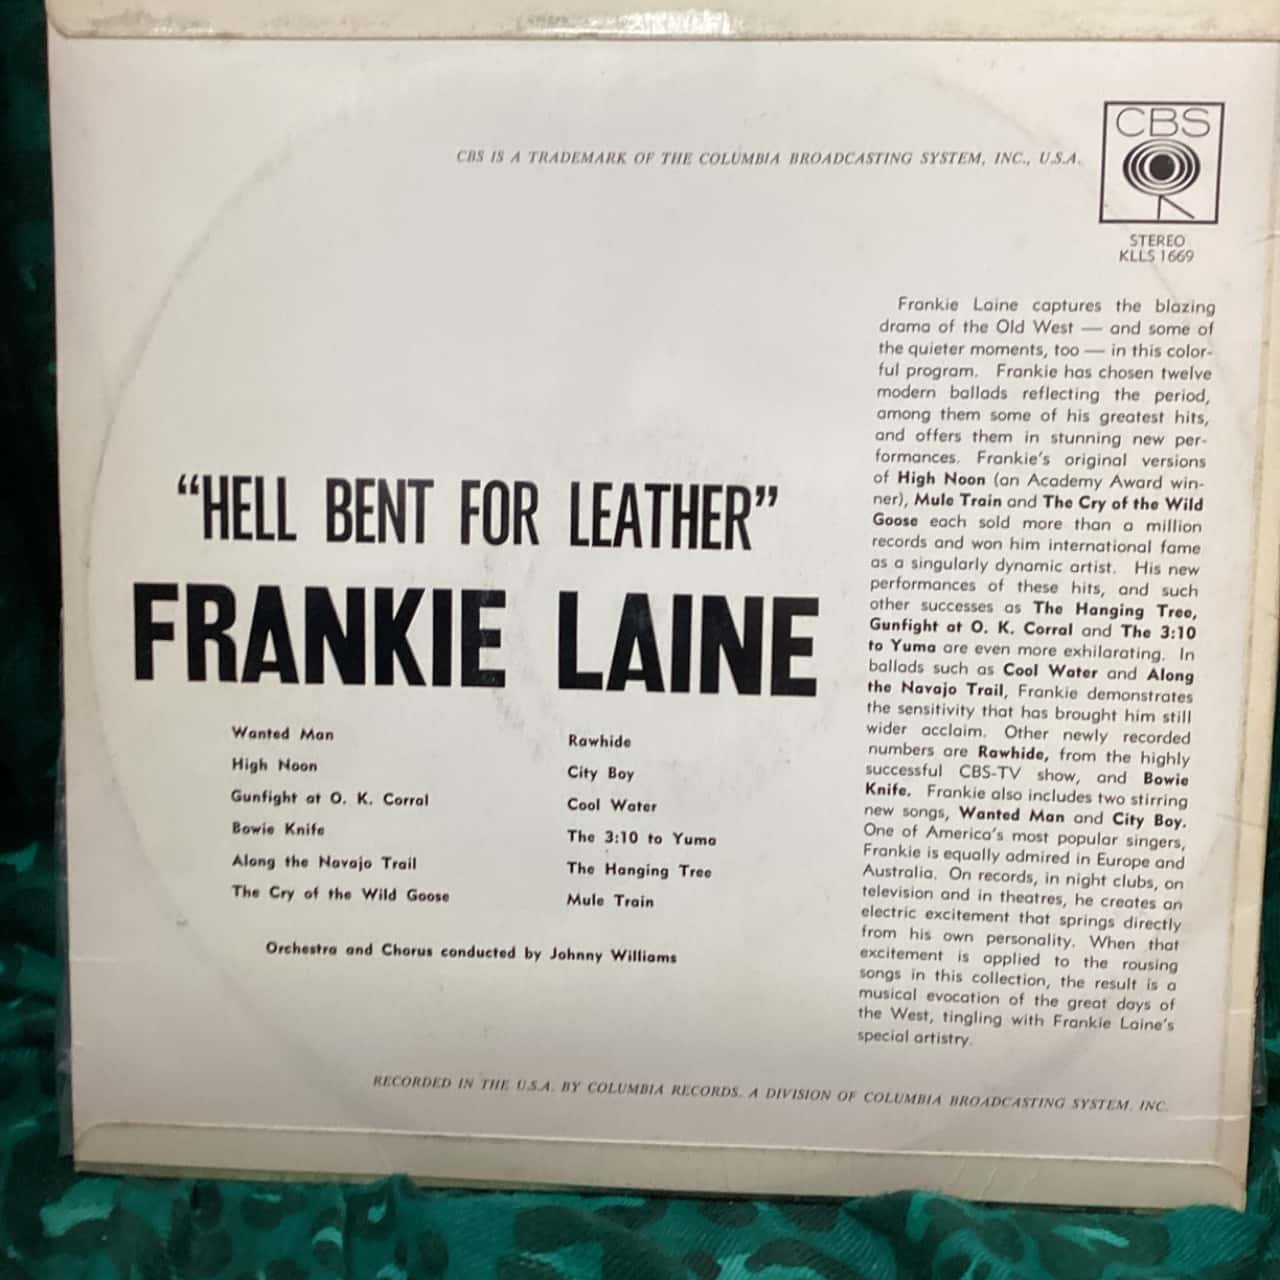 CBS IS A TRADEMARK OF THE COLUMBIA BROADCASTING SYSTEM, INC., U.S.A.
CBS
STEREO
KLLS 1669
Frankie Laine captures the blazing
drama of the Old West — and some of
the quieter moments, too — in this color-
ful program. Frankie has chosen twelve
modern ballads reflecting the period,
among them some of his greatest hits,
and offers them in stunning new per-
formances. Frankie's original versions
of High Noon (an Academy Award win-
ner), Mule Train and The Cry of the Wild
Goose each sold more than a million
records and won him international fame
as a singularly dynamic artist. His new
performances of these hits, and such
other successes as The Hanging Tree,
Gunfight at O. K. Corral and The 3:10
to Yuma are even more exhilarating. In
ballads such as Cool Water and Along
the Navajo Trail, Frankie demonstrates
the sensitivity that has brought him still
wider acclaim. Other newly recorded
numbers are Rawhide, from the highly
successful CBS-TV show, and Bowie
Knife. Frankie also includes two stirring
new songs, Wanted Man and City Boy.
One of America's most popular singers,
Frankie is equally admired in Europe and
Australia. On records, in night clubs, on
television and in theatres, he creates an
electric excitement that springs directly
from his own personality. When that
excitement is applied to the rousing
songs in this collection, the result is a
musical evocation of the great days of
the West, tingling with Frankie Laine's
special artistry.
"HELL BENT FOR LEATHER"
FRANKIE LAINE
Wanted Man
High Noon
Gunfight at O. K. Corral
Bowie Knife
Along the Navajo Trail
The Cry of the Wild Goose
Rawhide
City Boy
Cool Water
The 3:10 to Yuma
The Hanging Tree
Mule Train
Orchestra and Chorus conducted by Johnny Williams
RECORDED IN THE U.S.A. BY COLUMBIA RECORDS. A DIVISION OF COLUMBIA BROADCASTING SYSTEM, INC.